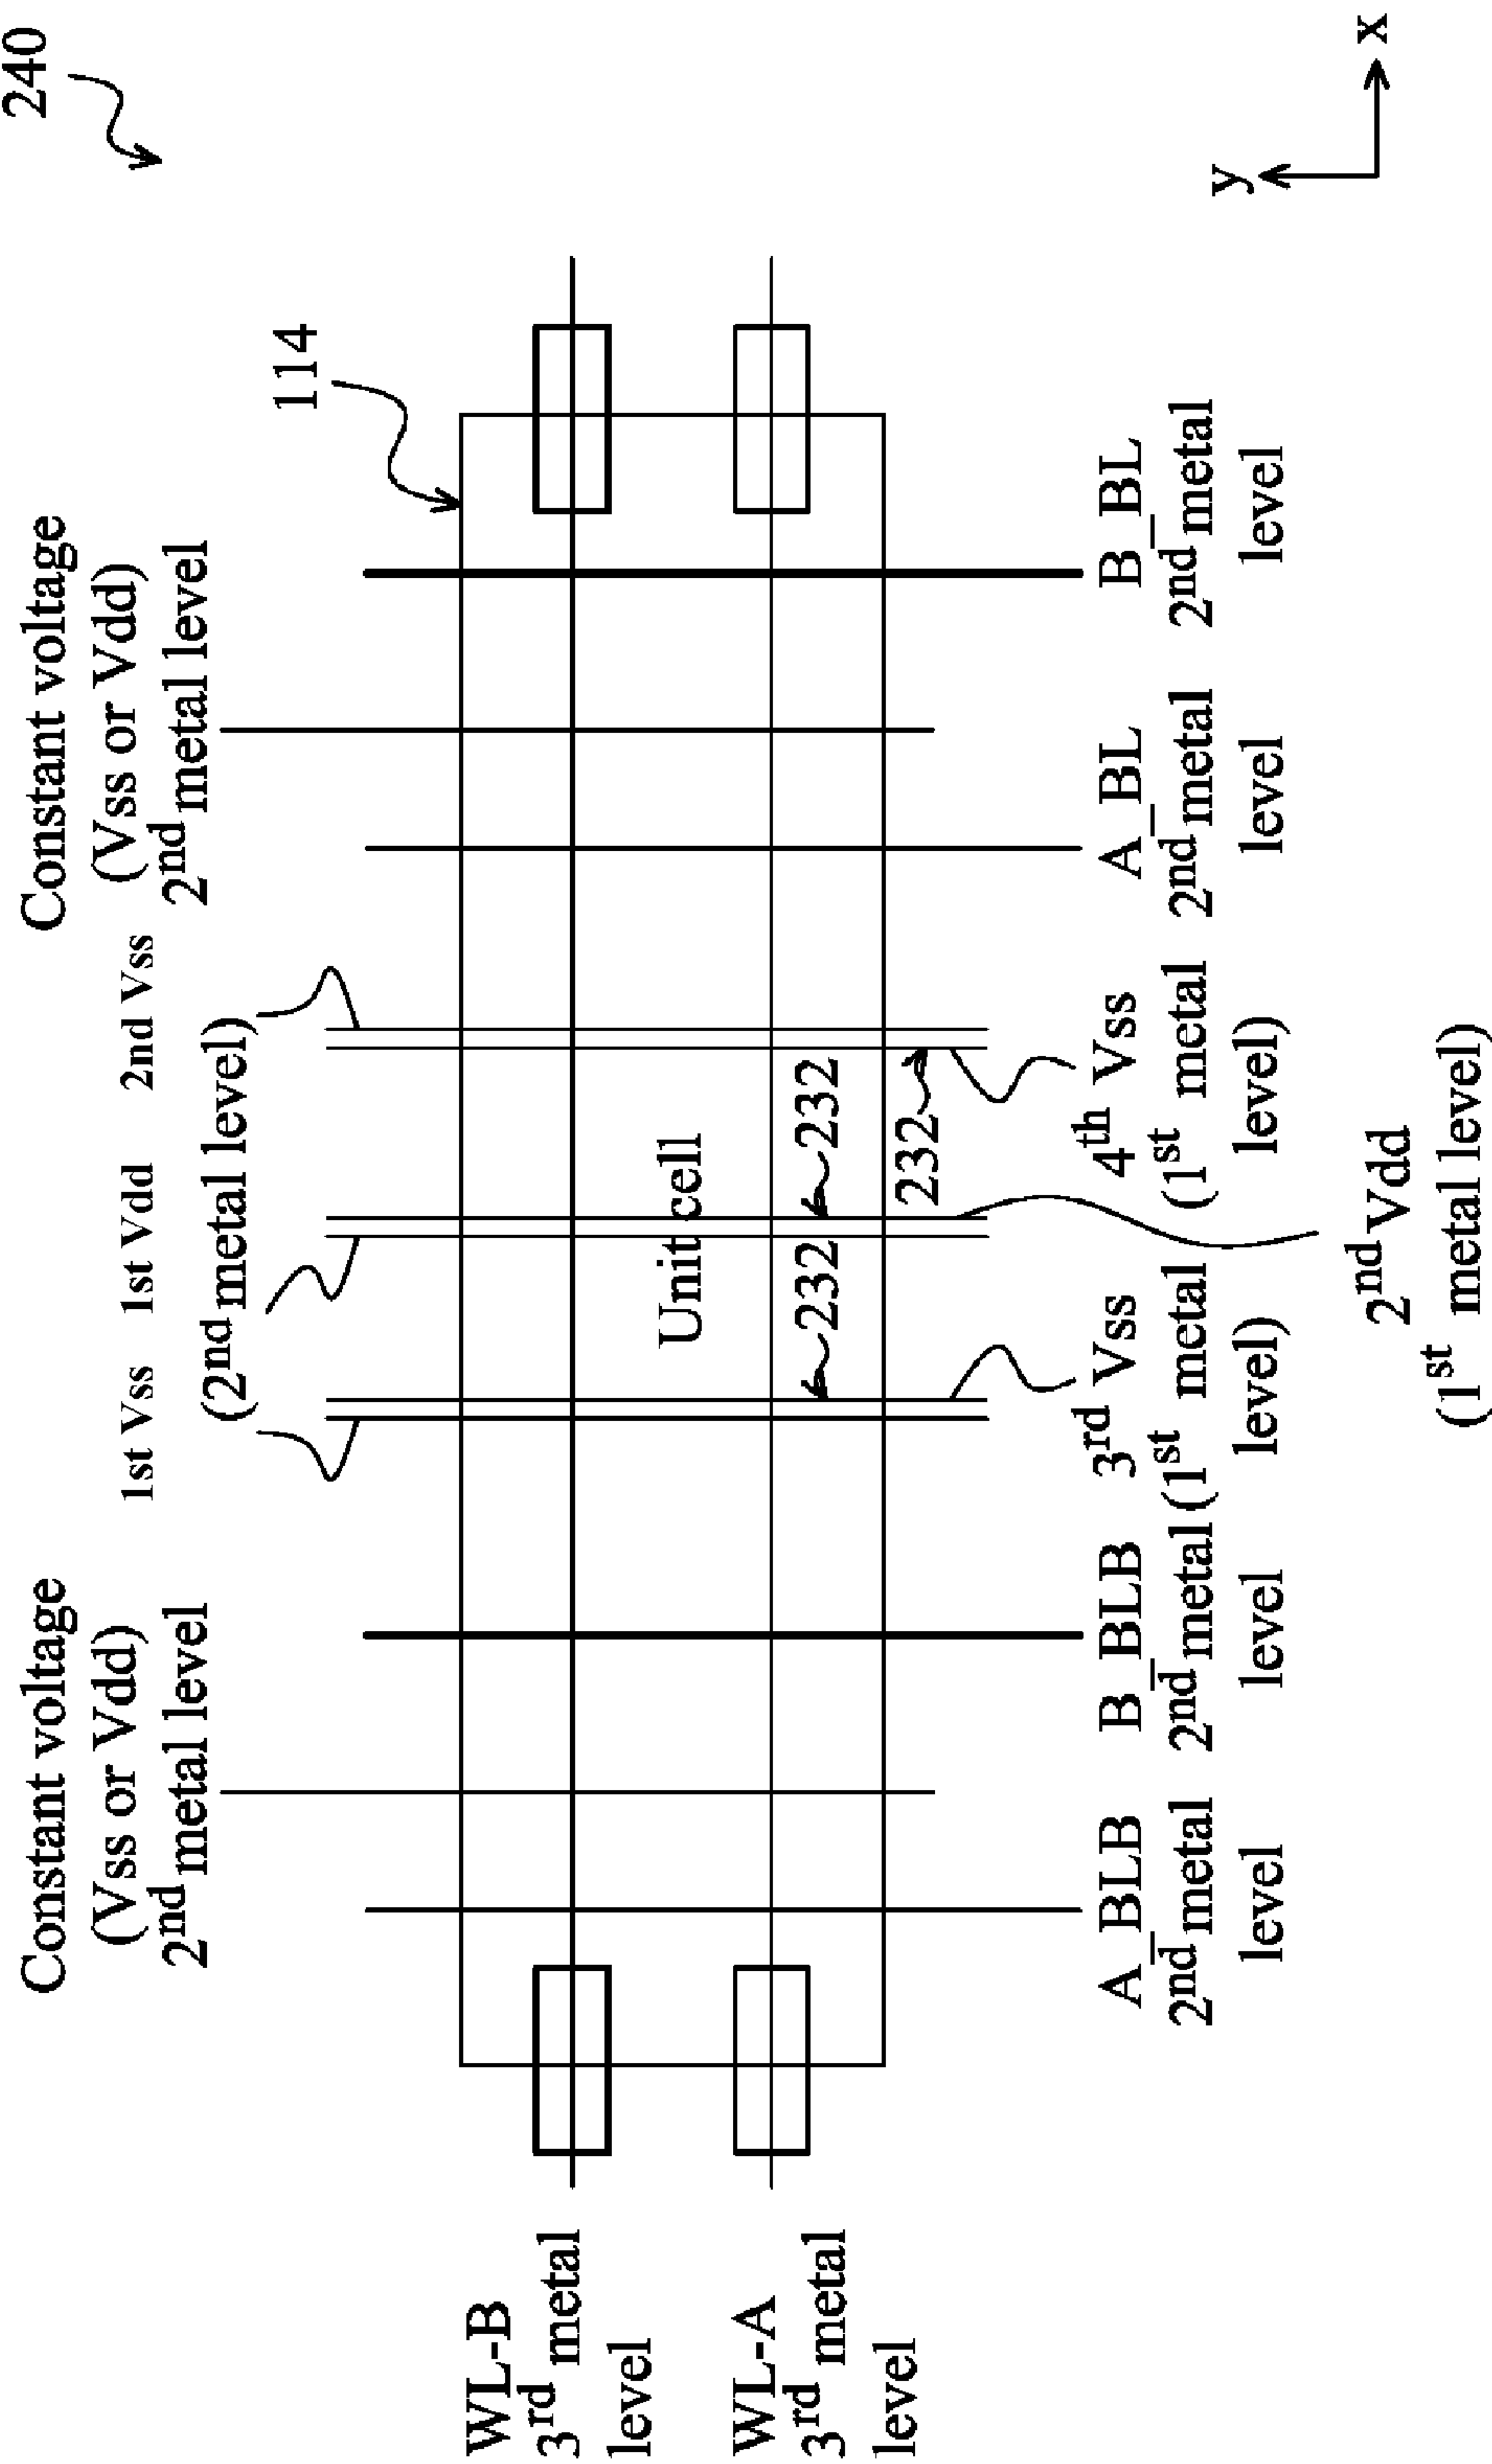 240
Constant voltage
(Vss or Vdd)
2nd metal level
1st Vss
1st Vdd
2nd Vss
(2nd metal level)
Constant voltage
(Vss or Vdd)
2nd metal level
114
WL-B
3rd metal
level
WL-A
3rd metal
level
Unit cell
232
232
232
A_BLB
2nd metal
level
B_BLB
2nd metal
level
3rd Vss
(1st metal
level)
4th Vss
(1st metal
level)
A_BL
2nd metal
level
B_BL
2nd metal
level
2nd Vdd
(1st metal level)
y
x